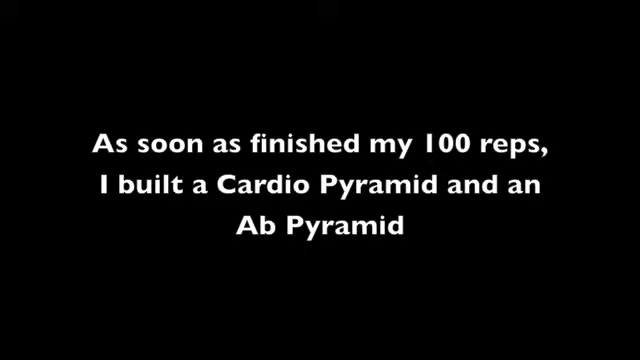 As soon as finished my 100 reps,
I built a Cardio Pyramid and an
Ab Pyramid